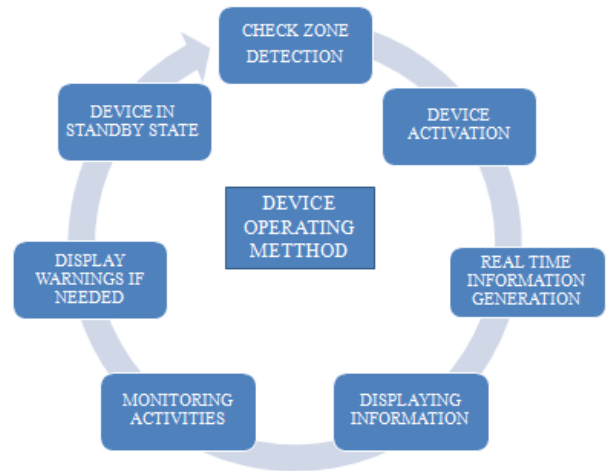 CHECK ZONE
DETECTION
DEVICE
ACTIVATION
REAL TIME
INFORMATION
GENERATION
DISPLAYING
INFORMATION
MONITORING
ACTIVITIES
DISPLAY
WARNINGS IF
NEEDED
DEVICE IN
STANDBY STATE
DEVICE
OPERATING
METTHOD